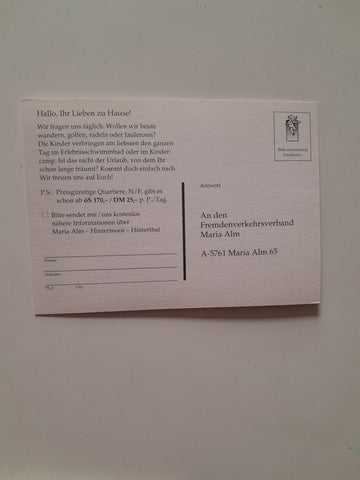 Hallo, Ihr Lieben zu Hause!
Wir fragen uns täglich: Wollen wir heute
wandern, golfen, radeln oder faulenzen?
Die Kinder verbringen am liebsten den ganzen
Tag im Erlebnisschwimmbad oder im Kinder-
camp. Ist das nicht der Urlaub, von dem Ihr
schon lange träumt? Kommt doch einfach nach.
Wir freuen uns auf Euch!
P.S.: Preisgünstige Quartiere, N/F, gibt es
schon ab öS 170,– / DM 25,– p. P./Tag.
Bitte sendet mir/uns kostenlos
nähere Informationen über
Maria Alm – Hintermoos – Hinterthal
Name
Adresse
PLZ Ort
Bitte ausreichend
frankieren
Antwort
An den
Fremdenverkehrsverband
Maria Alm
A-5761 Maria Alm 65